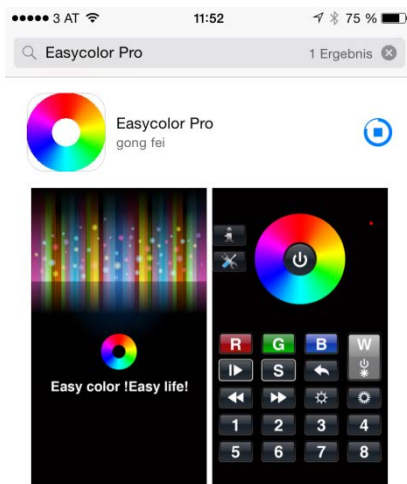 3 AT 11:52 75 %
Easycolor Pro 1 Ergebnis
Easycolor Pro
gong fei
Easy color !Easy life!
R G B W
S
1 2 3 4
5 6 7 8